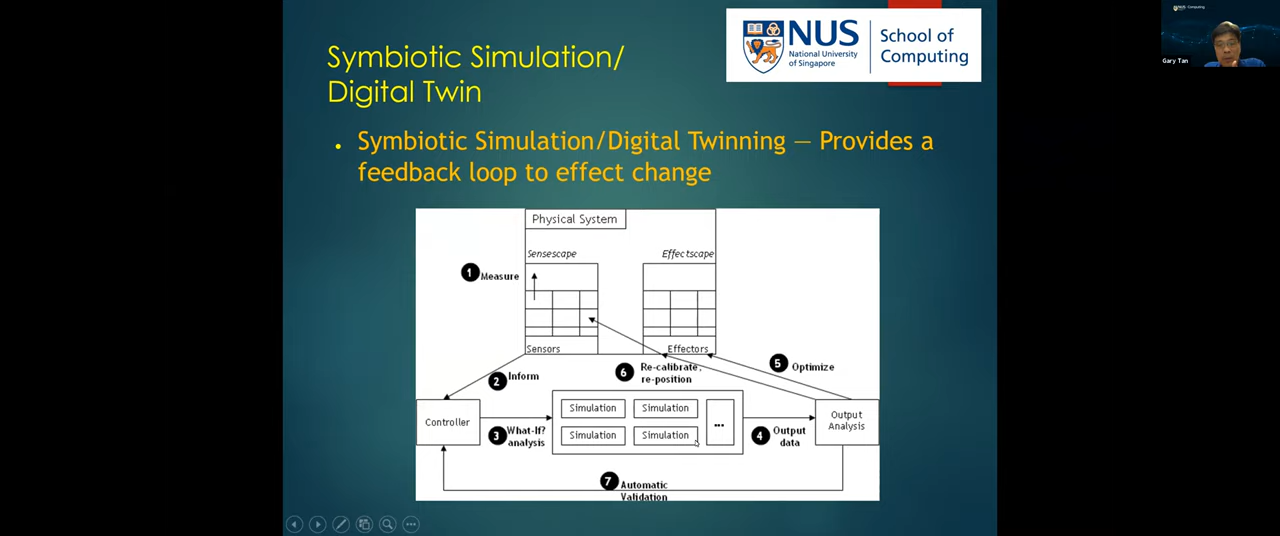 Symbiotic Simulation/
Digital Twin
NUS
National University
of Singapore
School of
Computing
• Symbiotic Simulation/Digital Twinning — Provides a
feedback loop to effect change
Physical System
Sensescape
Effectscape
1 Measure
Sensors
Effectors
2 Inform
6 Re-calibrate,
re-position
5 Optimize
Controller
3 What-If?
analysis
Simulation
Simulation
Simulation
Simulation
...
4 Output
data
Output
Analysis
7 Automatic
Validation
Gary Tan